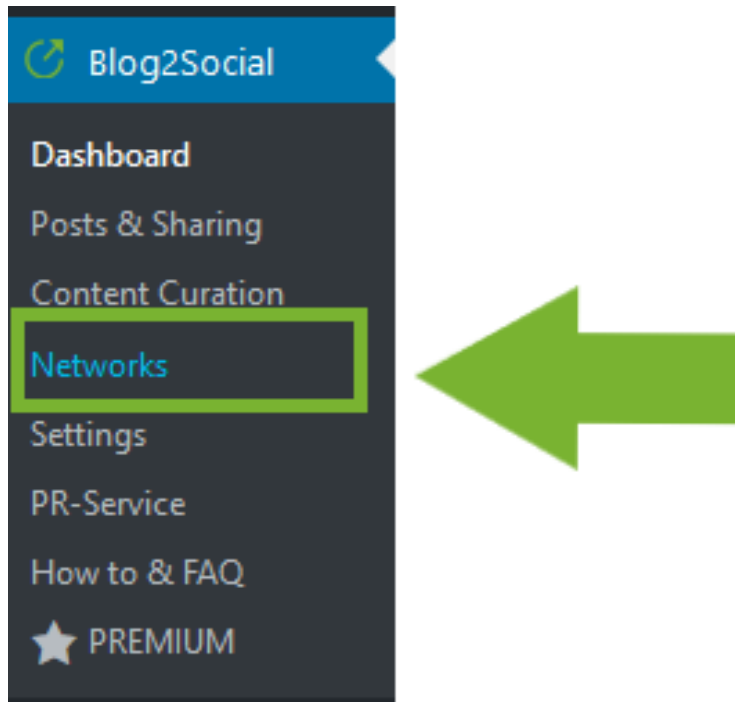 Blog2Social
Dashboard
Posts & Sharing
Content Curation
Networks
Settings
PR-Service
How to & FAQ
PREMIUM